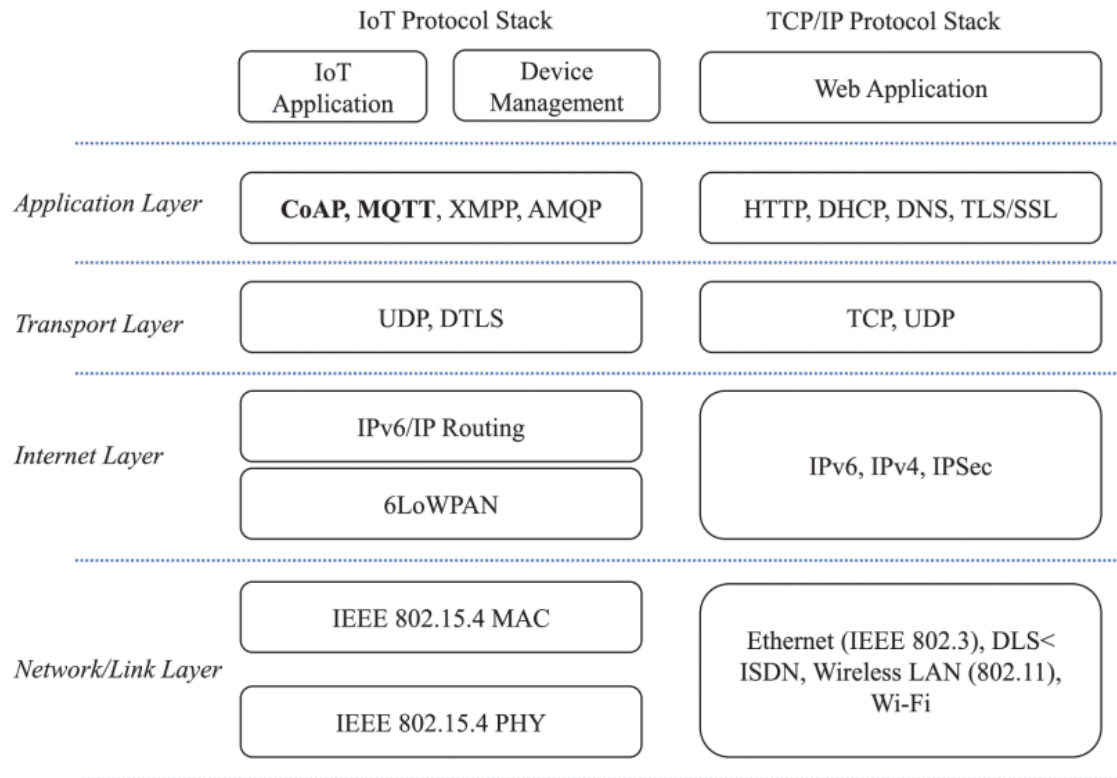 IoT Protocol Stack
TCP/IP Protocol Stack
IoT
Application
Device
Management
Web Application
Application Layer
CoAP, MQTT, XMPP, AMQP
HTTP, DHCP, DNS, TLS/SSL
Transport Layer
UDP, DTLS
TCP, UDP
Internet Layer
IPv6/IP Routing
6LoWPAN
IPv6, IPv4, IPSec
Network/Link Layer
IEEE 802.15.4 MAC
IEEE 802.15.4 PHY
Ethernet (IEEE 802.3), DLS<
ISDN, Wireless LAN (802.11),
Wi-Fi